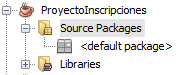 ProyectoInscripciones
Source Packages
<default package>
Libraries